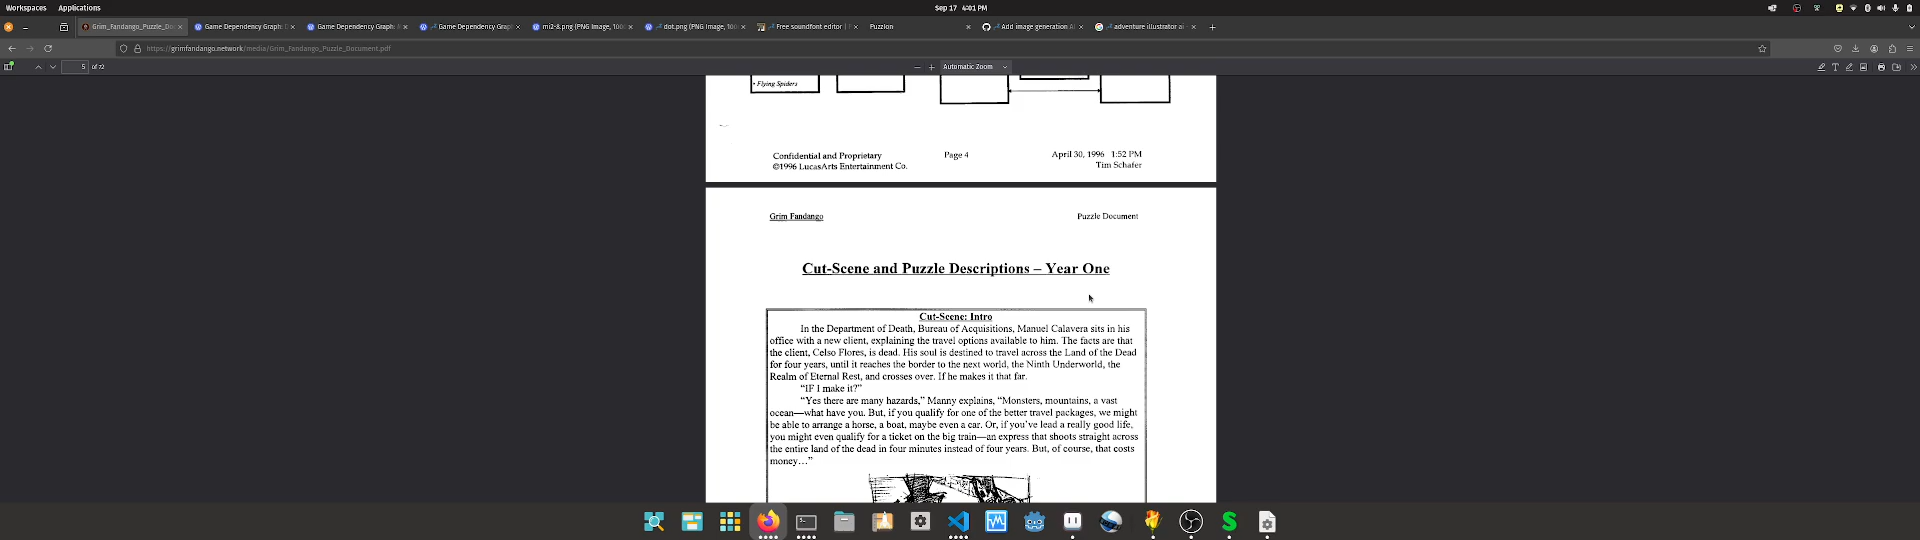 Workspaces Applications Sep 17 4:01 PM
Grim_Fandango_Puzzle_Do Game Dependency Graph: Game Dependency Graph: Game Dependency Grap mi2-8.png (PNG Image, 100 dot.png (PNG Image, 100 Free soundfont editor | Puzzlon Add image generation adventure illustrator ai -
https://grimfandango.network/media/Grim_Fandango_Puzzle_Document.pdf
5 of 72 Automatic Zoom
• Flying Spiders
Confidential and Proprietary Page 4 April 30, 1996 1:52 PM
©1996 LucasArts Entertainment Co. Tim Schafer
Grim Fandango Puzzle Document
Cut-Scene and Puzzle Descriptions – Year One
Cut-Scene: Intro
In the Department of Death, Bureau of Acquisitions, Manuel Calavera sits in his
office with a new client, explaining the travel options available to him. The facts are that
the client, Celso Flores, is dead. His soul is destined to travel across the Land of the Dead
for four years, until it reaches the border to the next world, the Ninth Underworld, the
Realm of Eternal Rest, and crosses over. If he makes it that far.
“IF I make it?”
“Yes there are many hazards,” Manny explains, “Monsters, mountains, a vast
ocean—what have you. But, if you qualify for one of the better travel packages, we might
be able to arrange a horse, a boat, maybe even a car. Or, if you’ve lead a really good life,
you might even qualify for a ticket on the big train—an express that shoots straight across
the entire land of the dead in four minutes instead of four years. But, of course, that costs
money…”